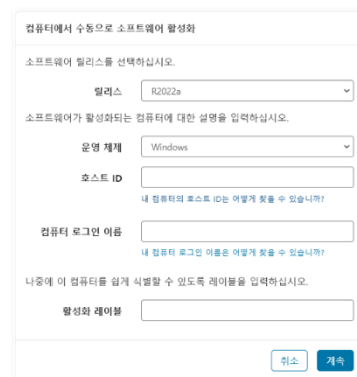 컴퓨터에서 수동으로 소프트웨어 활성화
소프트웨어 릴리스를 선택하십시오.
릴리스 R2022a
소프트웨어가 활성화되는 컴퓨터에 대한 설명을 입력하십시오.
운영 체제 Windows
호스트 ID
내 컴퓨터의 호스트 ID는 어떻게 찾을 수 있습니까?
컴퓨터 로그인 이름
내 컴퓨터 로그인 이름은 어떻게 찾을 수 있습니까?
나중에 이 컴퓨터를 쉽게 식별할 수 있도록 레이블을 입력하십시오.
활성화 레이블
취소 계속